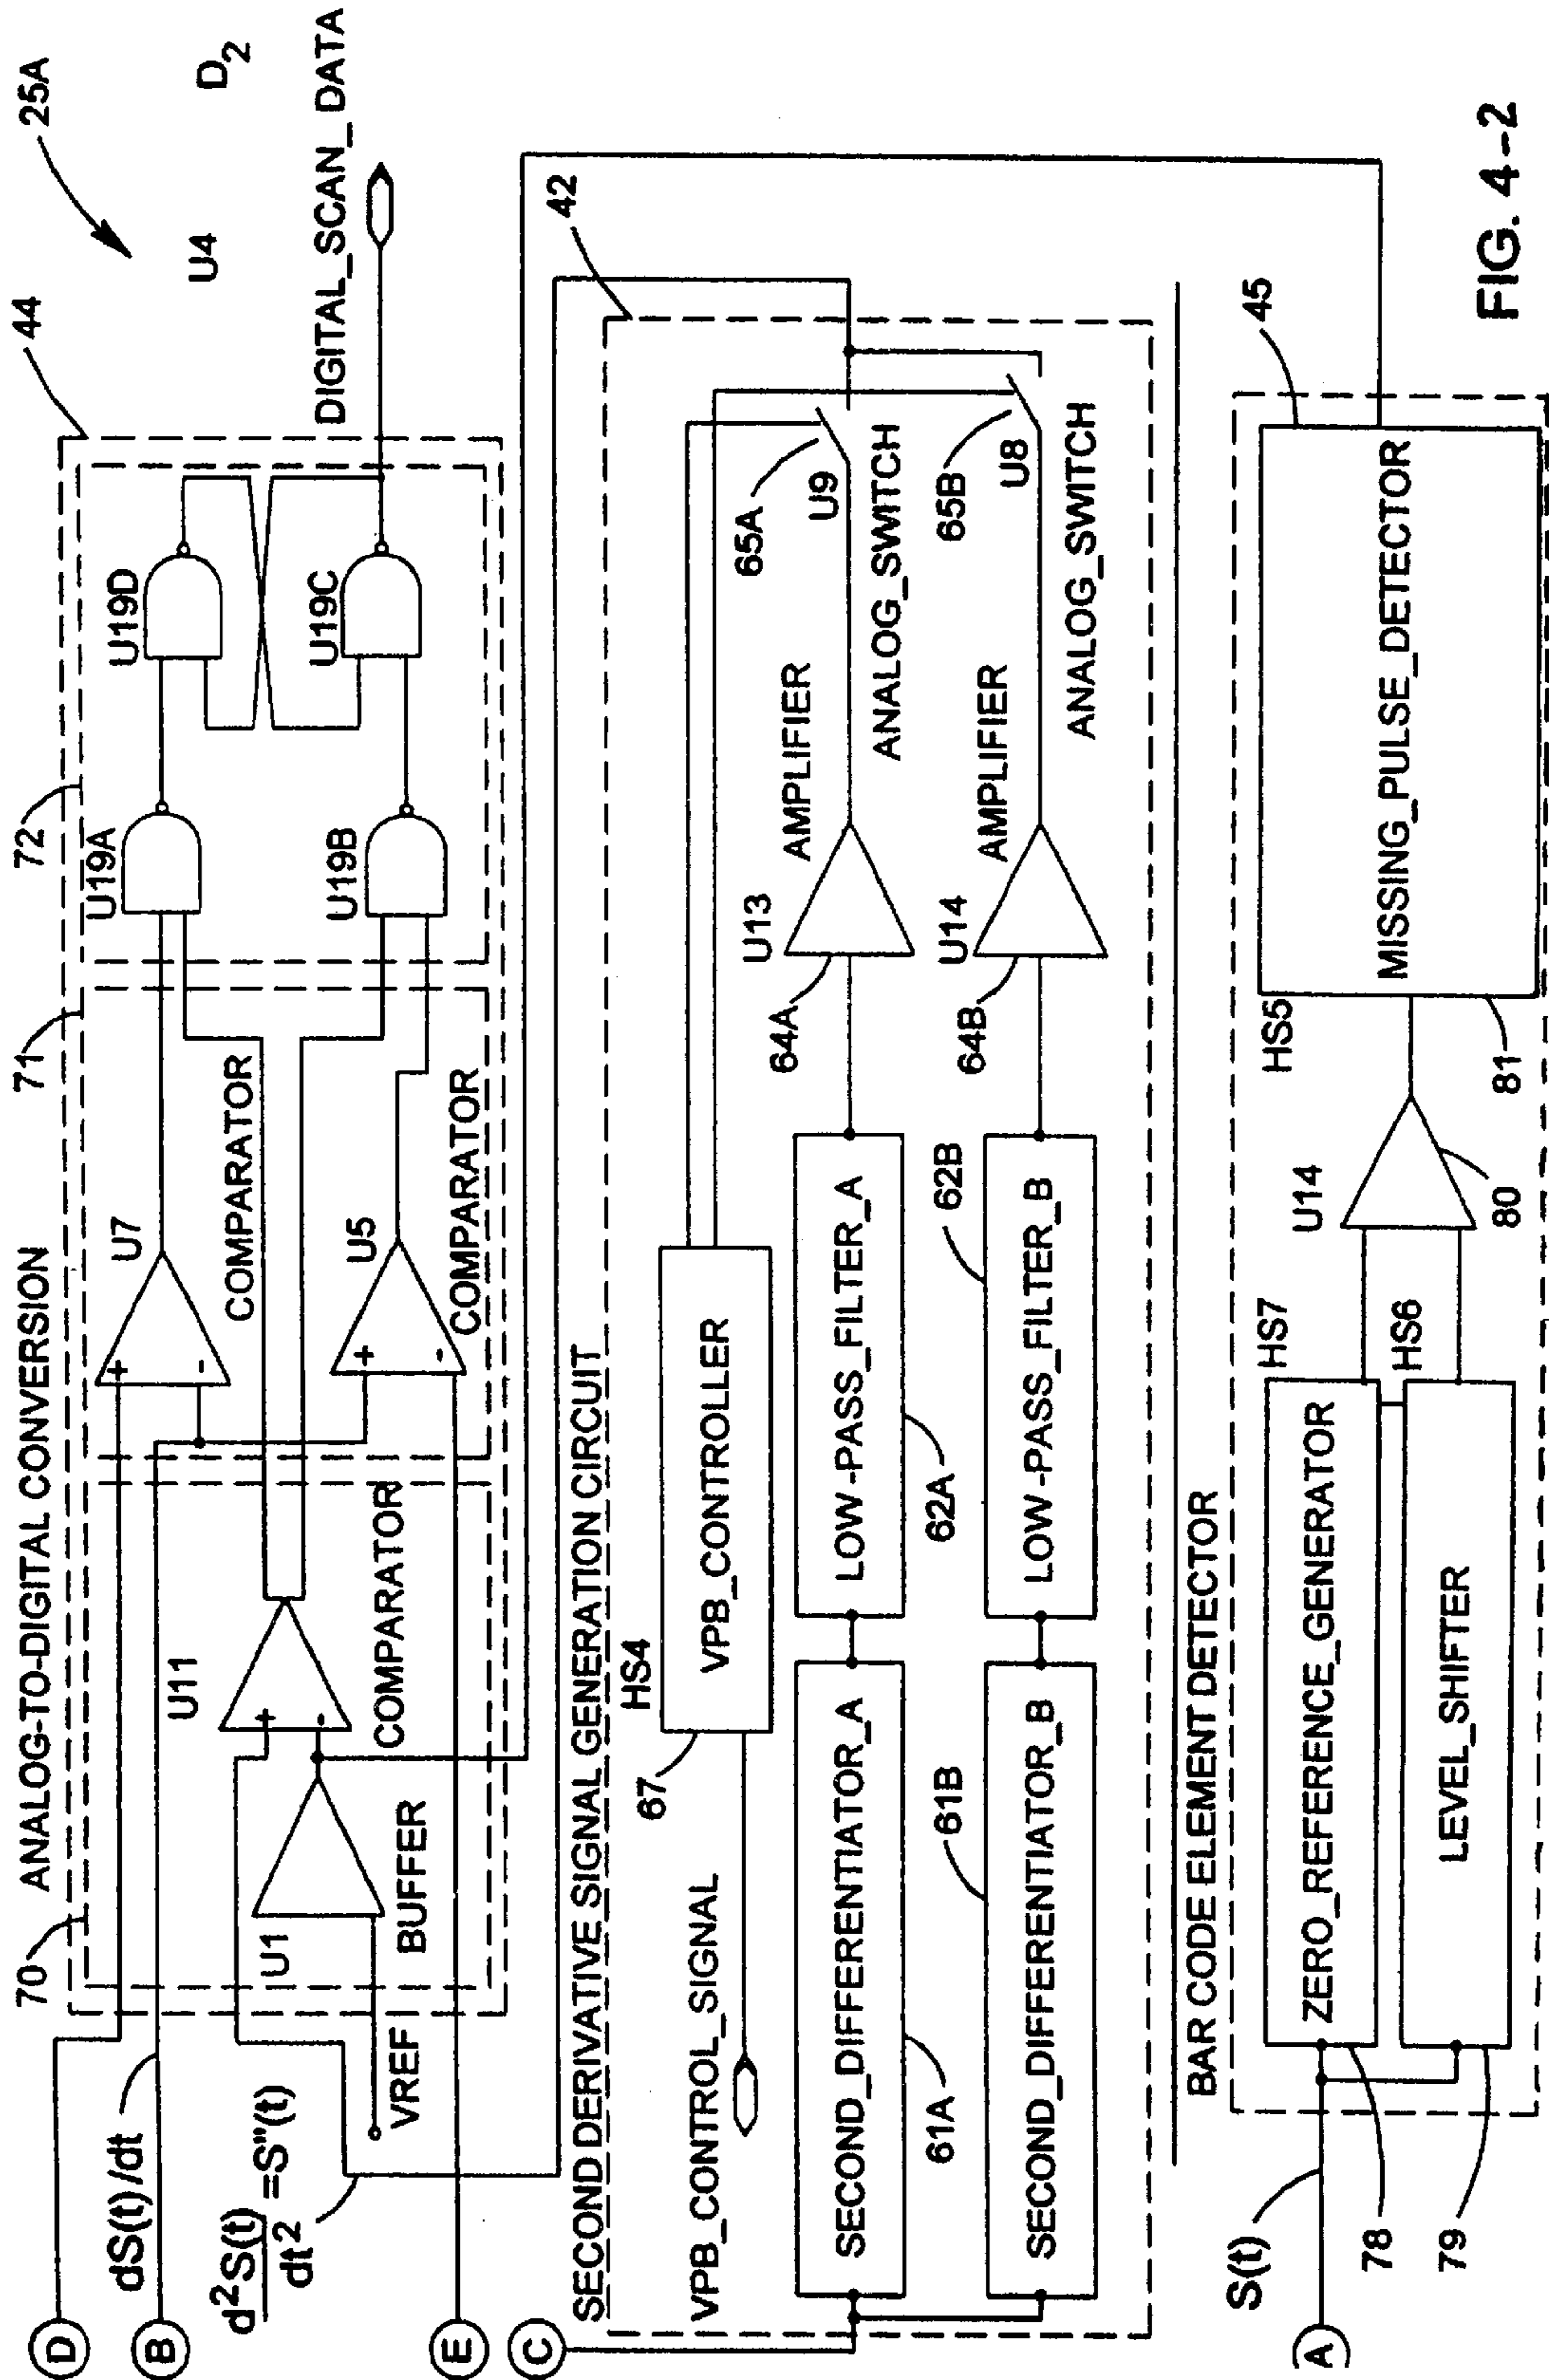 25A
D2
U4
44
DIGITAL_SCAN_DATA
72
71
70
ANALOG-TO-DIGITAL CONVERSION
U19D
U19C
U19A
U19B
U7
COMPARATOR
U5
COMPARATOR
U11
COMPARATOR
U1
BUFFER
VREF
D
B
E
C
dS(t)/dt
d²S(t)/dt² =S"(t)
SECOND DERIVATIVE SIGNAL GENERATION CIRCUIT
42
VPB_CONTROL_SIGNAL
67
HS4
VPB_CONTROLLER
SECOND_DIFFERENTIATOR_A
61A
LOW-PASS_FILTER_A
62A
64A
U13
AMPLIFIER
65A
U9
ANALOG_SWITCH
SECOND_DIFFERENTIATOR_B
61B
LOW-PASS_FILTER_B
62B
64B
U14
AMPLIFIER
65B
U8
ANALOG_SWITCH
BAR CODE ELEMENT DETECTOR
45
S(t)
A
ZERO_REFERENCE_GENERATOR
78
HS7
LEVEL_SHIFTER
79
HS6
U14
80
HS5
MISSING_PULSE_DETECTOR
81
+
-
+
-
+
-
FIG. 4-2